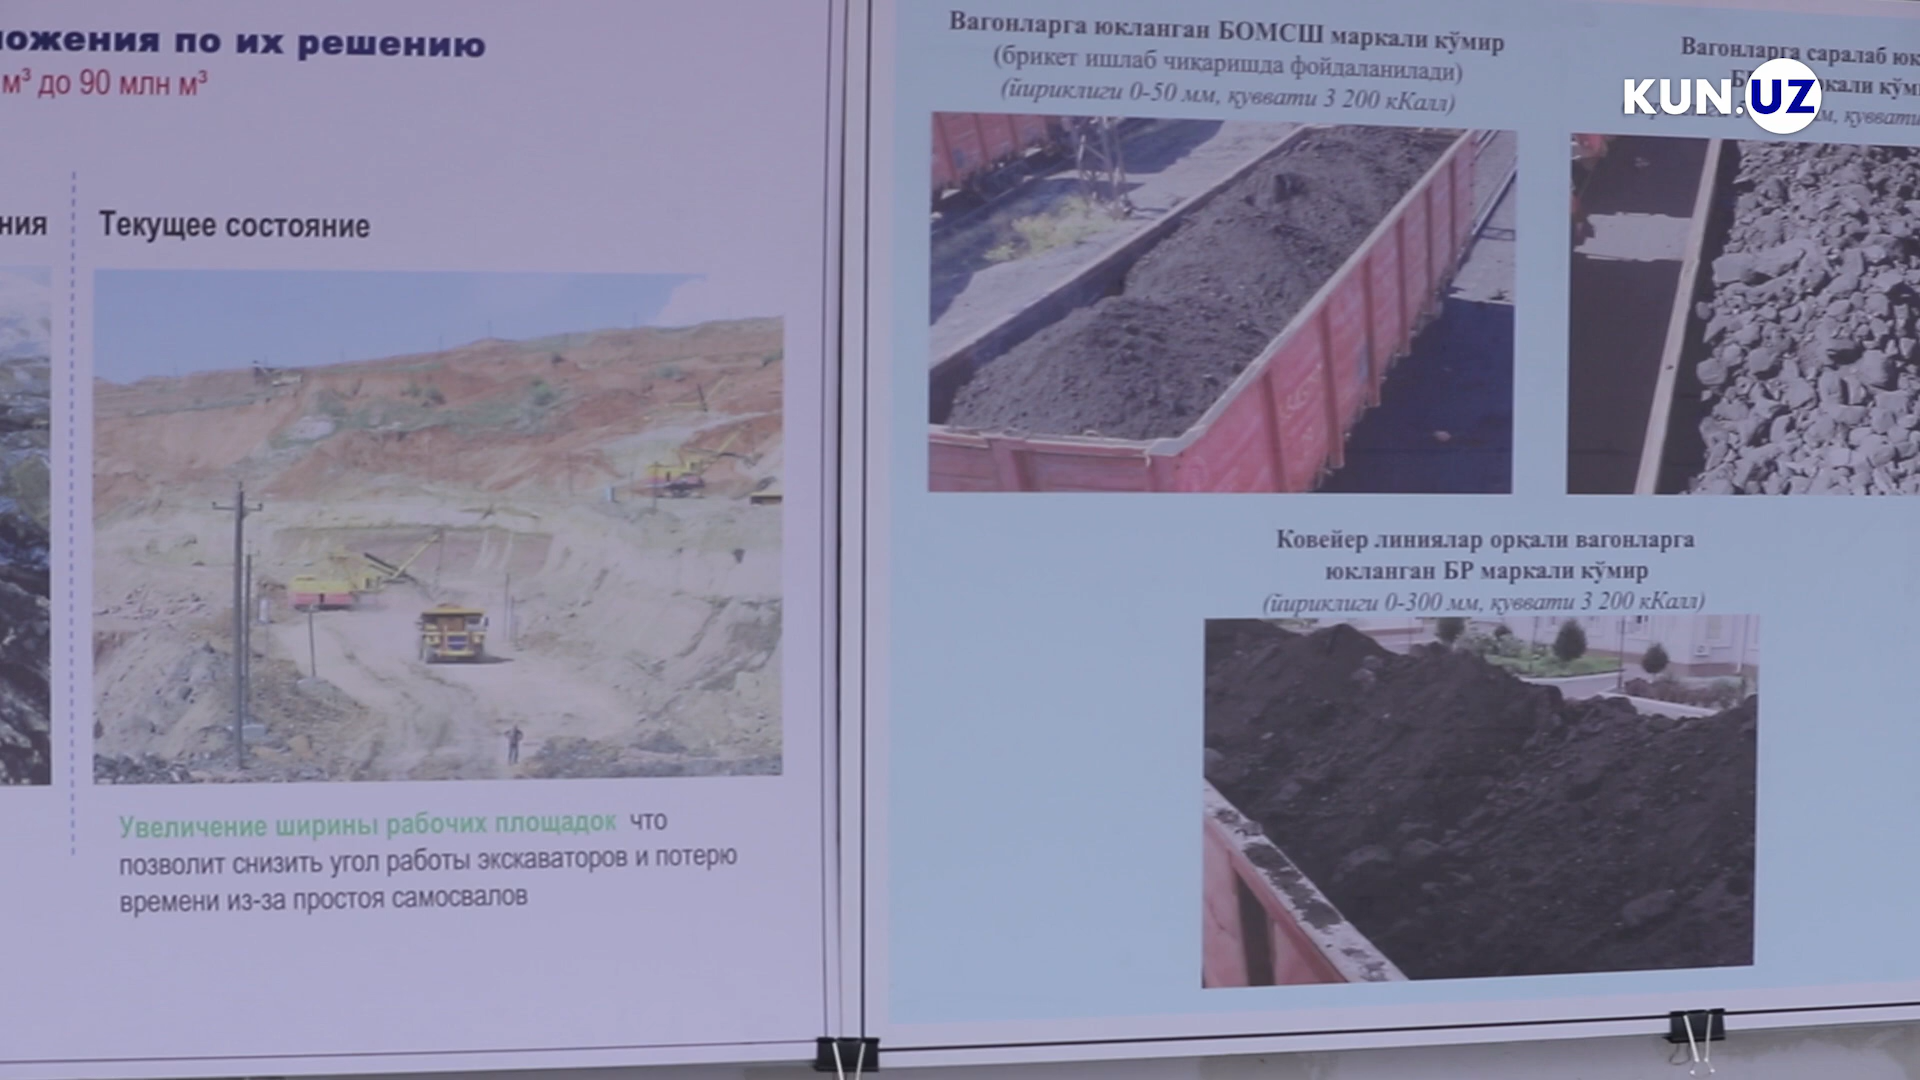 ложения по их решению
м³ до 90 млн м³
ния
Текущее состояние
Увеличение ширины рабочих площадок что
позволит снизить угол работы экскаваторов и потерю
времени из-за простоя самосвалов
Вагонларга юкланган БОМСШ маркали кўмир
(брикет ишлаб чиқаришда фойдаланилади)
(йириклиги 0-50 мм, қуввати 3 200 кКалл)
Вагонларга саралаб юк
кали кўм
м, қуввати
KUN.UZ
Ковейер линиялар орқали вагонларга
юкланган БР маркали кўмир
(йириклиги 0-300 мм, қуввати 3 200 кКалл)